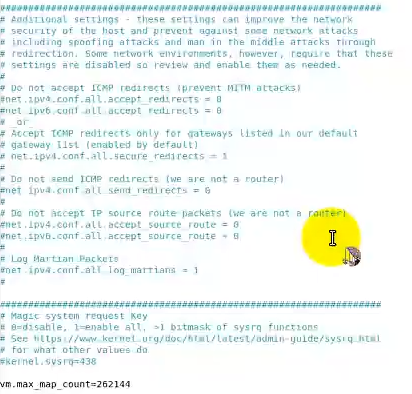 ###################################################################
# Additional settings - these settings can improve the network
# security of the host and prevent against some network attacks
# including spoofing attacks and man in the middle attacks through
# redirection. Some network environments, however, require that these
# settings are disabled so review and enable them as needed.
#
# Do not accept ICMP redirects (prevent MITM attacks)
#net.ipv4.conf.all.accept_redirects = 0
#net.ipv6.conf.all.accept_redirects = 0
# _or_
# Accept ICMP redirects only for gateways listed in our default
# gateway list (enabled by default)
# net.ipv4.conf.all.secure_redirects = 1
#
# Do not send ICMP redirects (we are not a router)
#net.ipv4.conf.all.send_redirects = 0
#
# Do not accept IP source route packets (we are not a router)
#net.ipv4.conf.all.accept_source_route = 0
#net.ipv6.conf.all.accept_source_route = 0
#
# Log Martian Packets
#net.ipv4.conf.all.log_martians = 1
#
###################################################################
# Magic system request Key
# 0=disable, 1=enable all, >1 bitmask of sysrq functions
# See https://www.kernel.org/doc/html/latest/admin-guide/sysrq.html
# for what other values do
#kernel.sysrq=438
vm.max_map_count=262144